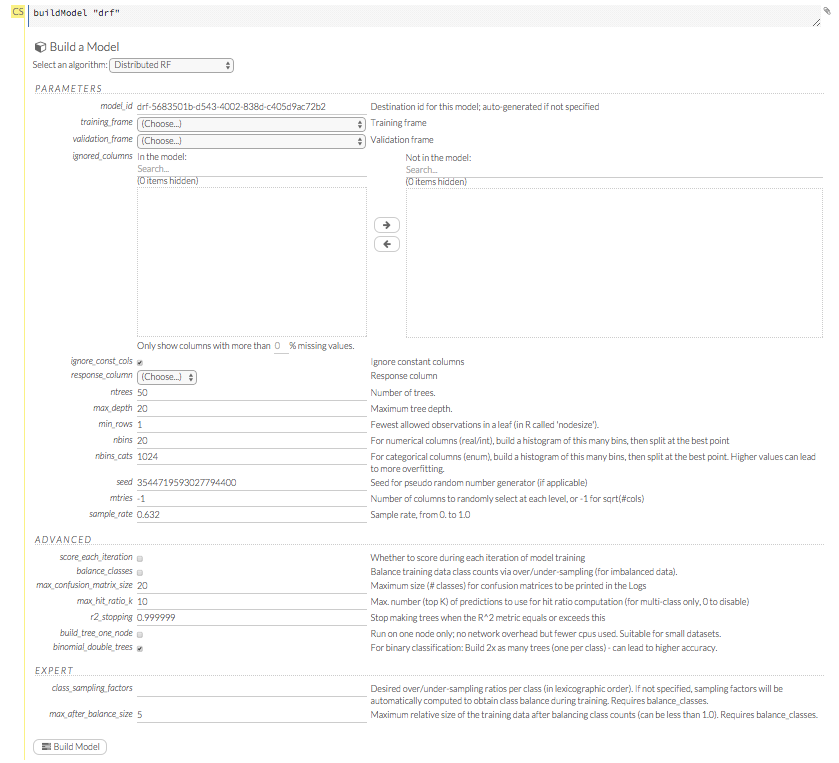 CS
buildModel "drf"
Build a Model
Select an algorithm: Distributed RF
PARAMETERS
model_id drf-5683501b-d543-4002-838d-c405d9ac72b2 Destination id for this model; auto-generated if not specified
training_frame (Choose...) Training frame
validation_frame (Choose...) Validation frame
ignored_columns In the model: Not in the model:
Search... Search...
(0 items hidden) (0 items hidden)
Only show columns with more than 0 % missing values.
ignore_const_cols Ignore constant columns
response_column (Choose...) Response column
ntrees 50 Number of trees.
max_depth 20 Maximum tree depth.
min_rows 1 Fewest allowed observations in a leaf (in R called 'nodesize').
nbins 20 For numerical columns (real/int), build a histogram of this many bins, then split at the best point
nbins_cats 1024 For categorical columns (enum), build a histogram of this many bins, then split at the best point. Higher values can lead
to more overfitting.
seed 3544719593027794400 Seed for pseudo random number generator (if applicable)
mtries -1 Number of columns to randomly select at each level, or -1 for sqrt(#cols)
sample_rate 0.632 Sample rate, from 0. to 1.0
ADVANCED
score_each_iteration Whether to score during each iteration of model training
balance_classes Balance training data class counts via over/under-sampling (for imbalanced data).
max_confusion_matrix_size 20 Maximum size (# classes) for confusion matrices to be printed in the Logs
max_hit_ratio_k 10 Max. number (top K) of predictions to use for hit ratio computation (for multi-class only, 0 to disable)
r2_stopping 0.999999 Stop making trees when the R^2 metric equals or exceeds this
build_tree_one_node Run on one node only; no network overhead but fewer cpus used. Suitable for small datasets.
binomial_double_trees For binary classification: Build 2x as many trees (one per class) - can lead to higher accuracy.
EXPERT
class_sampling_factors Desired over/under-sampling ratios per class (in lexicographic order). If not specified, sampling factors will be
automatically computed to obtain class balance during training. Requires balance_classes.
max_after_balance_size 5 Maximum relative size of the training data after balancing class counts (can be less than 1.0). Requires balance_classes.
Build Model